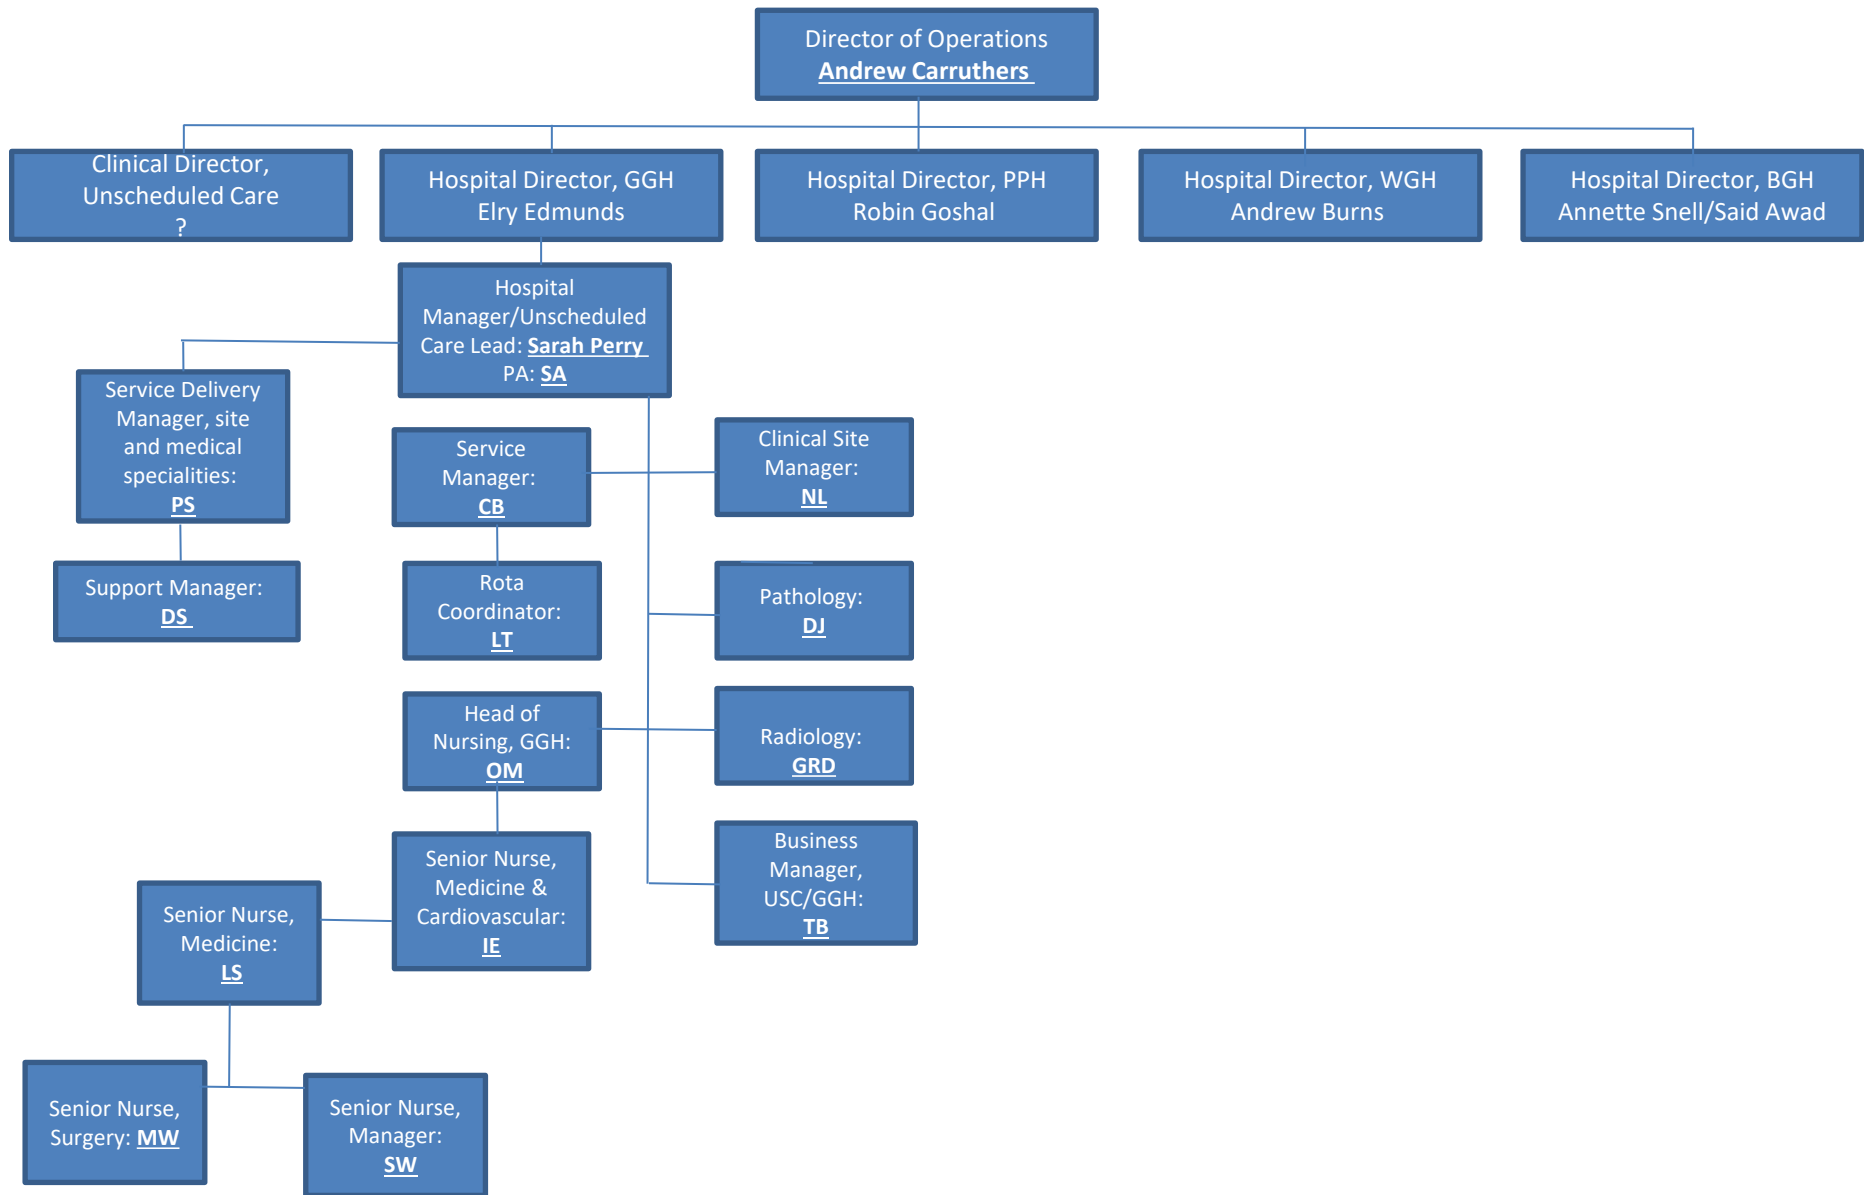 Director of Operations
Andrew Carruthers
Clinical Director,
Unscheduled Care
?
Hospital Director, GGH
Elry Edmunds
Hospital Director, PPH
Robin Goshal
Hospital Director, WGH
Andrew Burns
Hospital Director, BGH
Annette Snell/Said Awad
Hospital
Manager/Unscheduled
Care Lead: Sarah Perry
PA: SA
Service Delivery
Manager, site
and medical
specialities:
PS
Service
Manager:
CB
Clinical Site
Manager:
NL
Support Manager:
DS
Rota
Coordinator:
LT
Pathology:
DJ
Head of
Nursing, GGH:
OM
Radiology:
GRD
Senior Nurse,
Medicine &
Cardiovascular:
IE
Business
Manager,
USC/GGH:
TB
Senior Nurse,
Medicine:
LS
Senior Nurse,
Surgery: MW
Senior Nurse,
Manager:
SW